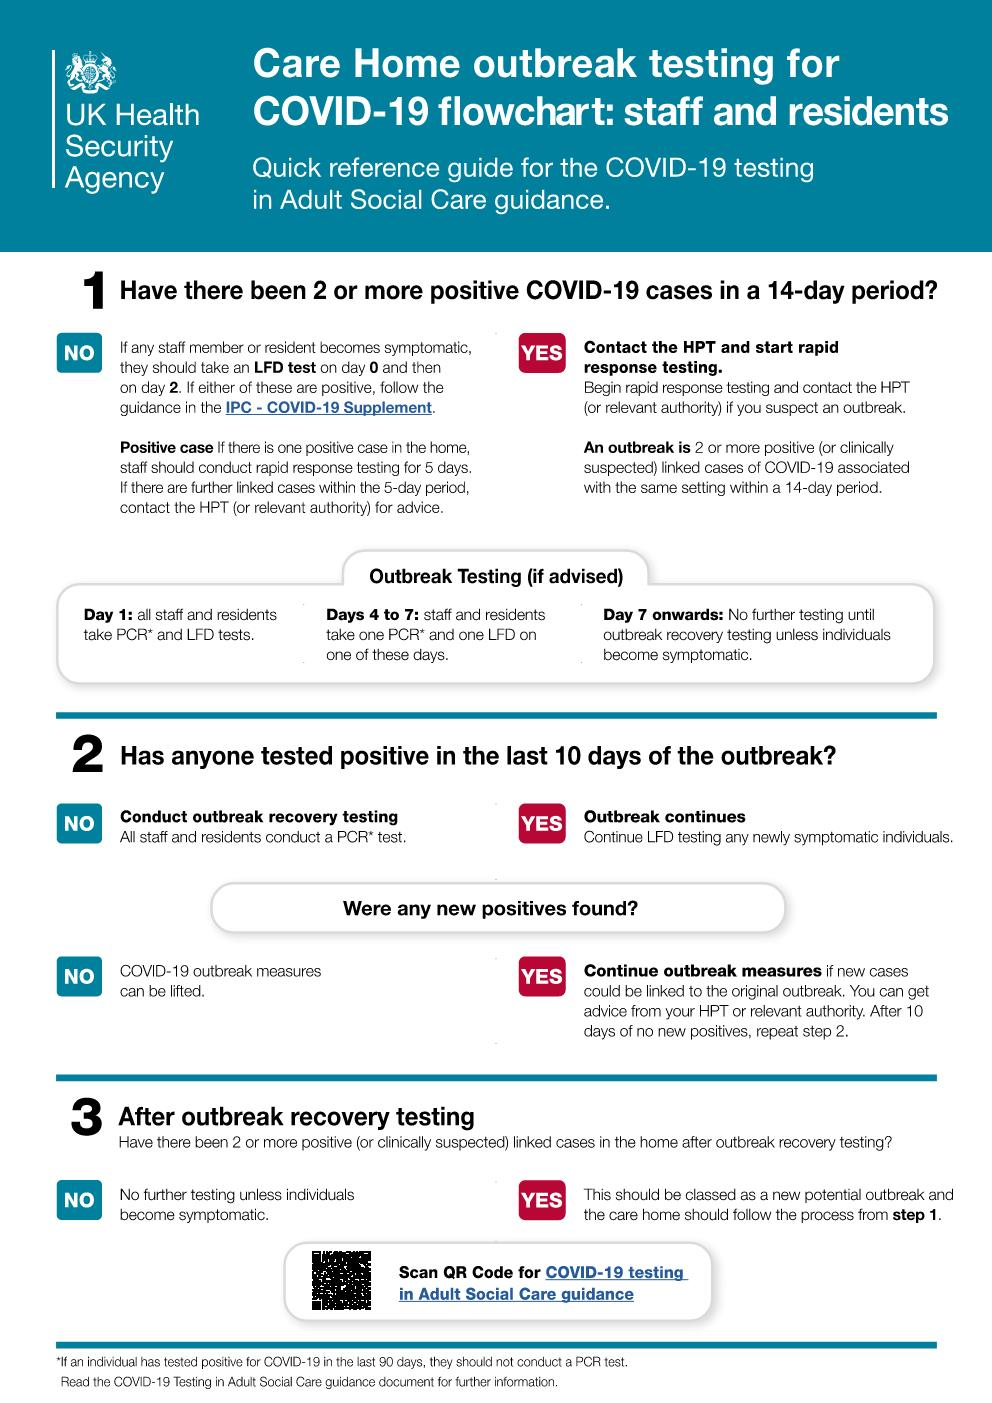 UK Health
Security
Agency
Care Home outbreak testing for
COVID-19 flowchart: staff and residents
Quick reference guide for the COVID-19 testing
in Adult Social Care guidance.
1 Have there been 2 or more positive COVID-19 cases in a 14-day period?
NO
If any staff member or resident becomes symptomatic,
they should take an LFD test on day 0 and then
on day 2. If either of these are positive, follow the
guidance in the IPC - COVID-19 Supplement.
Positive case If there is one positive case in the home,
staff should conduct rapid response testing for 5 days.
If there are further linked cases within the 5-day period,
contact the HPT (or relevant authority) for advice.
YES
Contact the HPT and start rapid
response testing.
Begin rapid response testing and contact the HPT
(or relevant authority) if you suspect an outbreak.
An outbreak is 2 or more positive (or clinically
suspected) linked cases of COVID-19 associated
with the same setting within a 14-day period.
Outbreak Testing (if advised)
Day 1: all staff and residents
take PCR* and LFD tests.
Days 4 to 7: staff and residents
take one PCR* and one LFD on
one of these days.
Day 7 onwards: No further testing until
outbreak recovery testing unless individuals
become symptomatic.
2 Has anyone tested positive in the last 10 days of the outbreak?
NO
Conduct outbreak recovery testing
All staff and residents conduct a PCR* test.
YES
Outbreak continues
Continue LFD testing any newly symptomatic individuals.
Were any new positives found?
NO
COVID-19 outbreak measures
can be lifted.
YES
Continue outbreak measures if new cases
could be linked to the original outbreak. You can get
advice from your HPT or relevant authority. After 10
days of no new positives, repeat step 2.
3 After outbreak recovery testing
Have there been 2 or more positive (or clinically suspected) linked cases in the home after outbreak recovery testing?
NO
No further testing unless individuals
become symptomatic.
YES
This should be classed as a new potential outbreak and
the care home should follow the process from step 1.
Scan QR Code for COVID-19 testing
in Adult Social Care guidance
*If an individual has tested positive for COVID-19 in the last 90 days, they should not conduct a PCR test.
Read the COVID-19 Testing in Adult Social Care guidance document for further information.